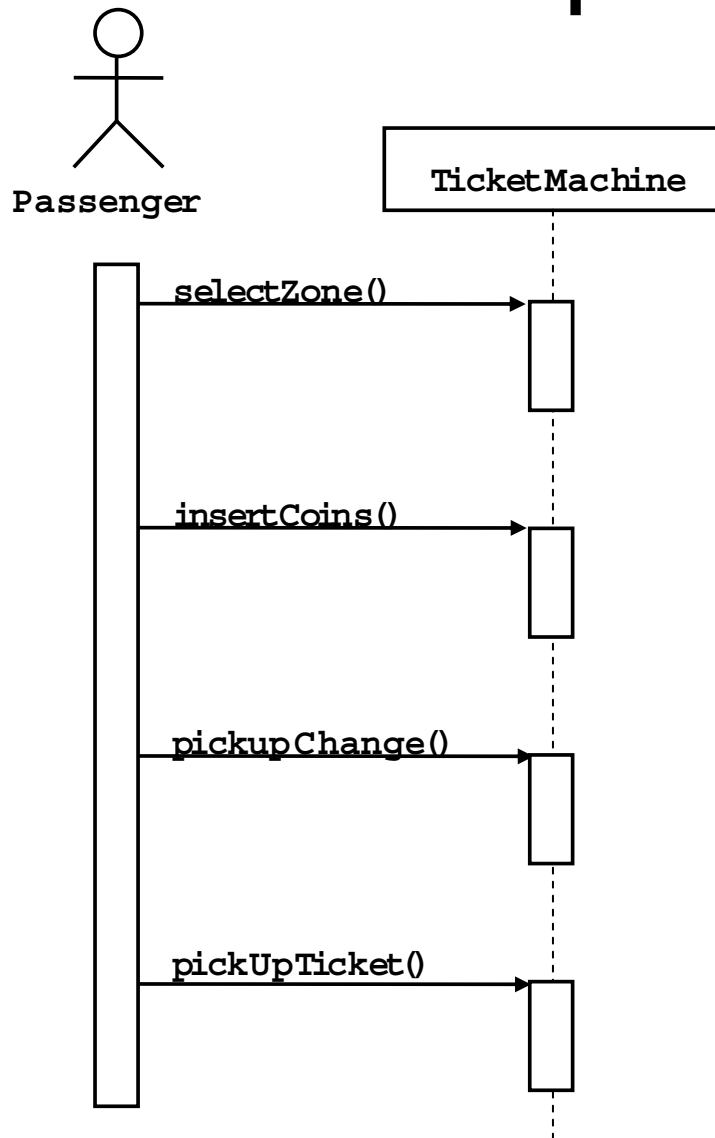 Passenger
TicketMachine
selectZone()
insertCoins()
pickupChange()
pickUpTicket()